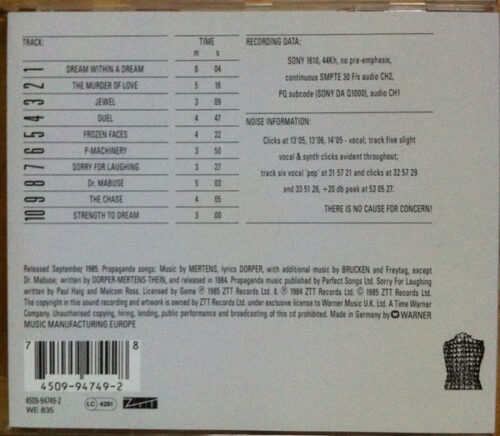 TRACK: TIME
m s
1 DREAM WITHIN A DREAM 8 04
2 THE MURDER OF LOVE 5 16
3 JEWEL 3 09
4 DUEL 4 47
5 FROZEN FACES 4 22
6 P-MACHINERY 3 50
7 SORRY FOR LAUGHING 3 27
8 Dr. MABUSE 5 03
9 THE CHASE 4 05
10 STRENGTH TO DREAM 3 00
RECORDING DATA:
SONY 1610, 44Kh, no pre-emphasis,
continuous SMPTE 30 F/s audio CH2,
PQ subcode (SONY DA Q1000), audio CH1
NOISE INFORMATION:
Clicks at 13'05, 13'06, 14'05 - vocal; track five slight
vocal & synth clicks evident throughout;
track six vocal 'pop' at 31 57 21 and clicks at 32 57 29
and 33 51 26, +20 db peak at 53 05 27.
THERE IS NO CAUSE FOR CONCERN!
Released September 1985. Propaganda songs: Music by MERTENS, lyrics DORPER, with additional music by BRUCKEN and Freytag, except
Dr. Mabuse; written by DORPER-MERTENS-THEIN, and released in 1984. Propaganda music published by Perfect Songs Ltd. Sorry For Laughing
written by Paul Haig and Malcom Ross. Licensed by Gema ℗ 1985 ZTT Records Ltd. 8. ℗ 1984 ZTT Records Ltd. © 1985 ZTT Records Ltd.
The copyright in this sound recording and artwork is owned by ZTT Records Ltd. under exclusive license to Warner Music U.K. Ltd. A Time Warner
Company. Unauthorised copying, hiring, lending, public performance and broadcasting of this cd prohibited. Made in Germany by WARNER
MUSIC MANUFACTURING EUROPE
7 8
4509-94749-2
4509-94749-2
WE 835
LC 4281 ZTT